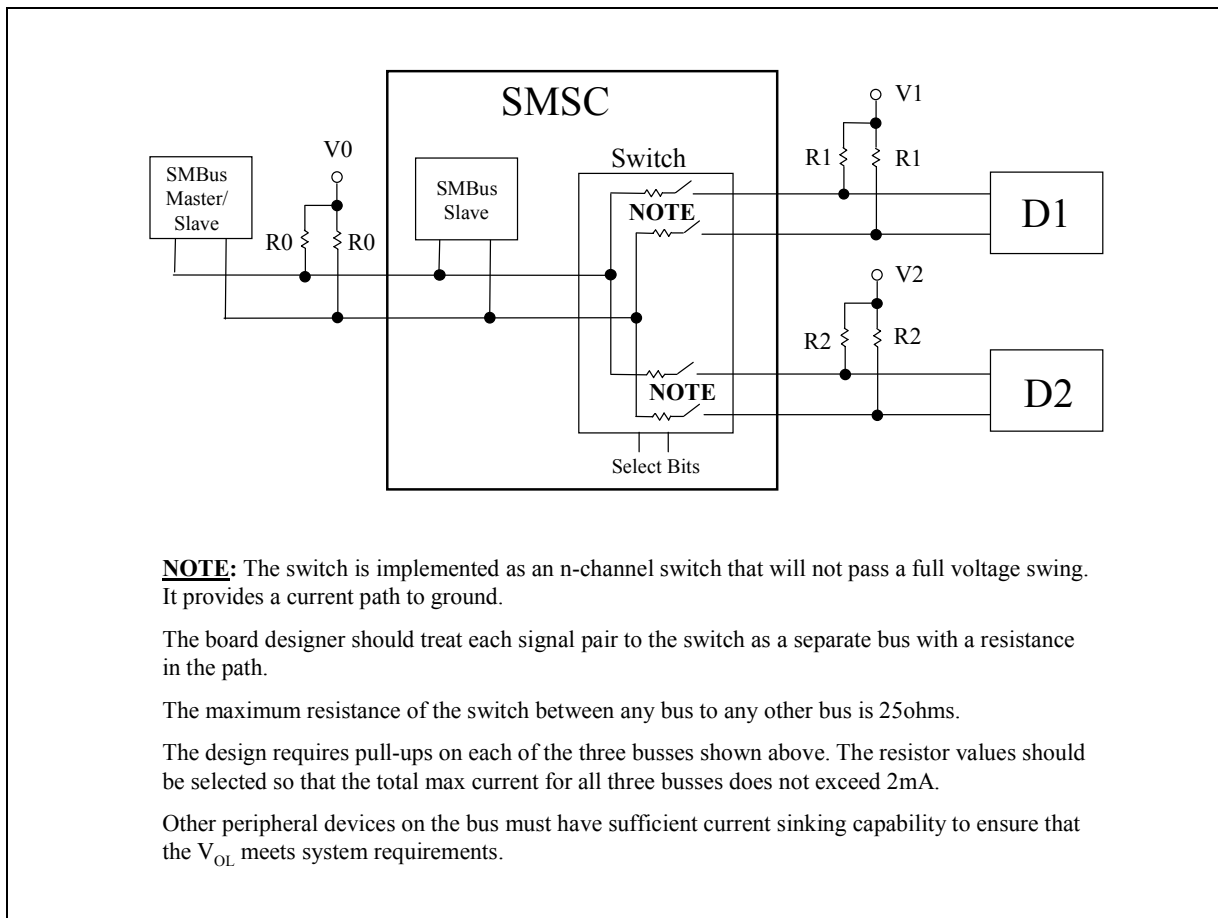 SMSC
V1
V0
R1
R1
Switch
SMBus
Master/
Slave
SMBus
Slave
NOTE
D1
R0
R0
V2
R2
R2
NOTE
D2
Select Bits
NOTE: The switch is implemented as an n-channel switch that will not pass a full voltage swing.
It provides a current path to ground.
The board designer should treat each signal pair to the switch as a separate bus with a resistance
in the path.
The maximum resistance of the switch between any bus to any other bus is 25ohms.
The design requires pull-ups on each of the three busses shown above. The resistor values should
be selected so that the total max current for all three busses does not exceed 2mA.
Other peripheral devices on the bus must have sufficient current sinking capability to ensure that
the VOL meets system requirements.